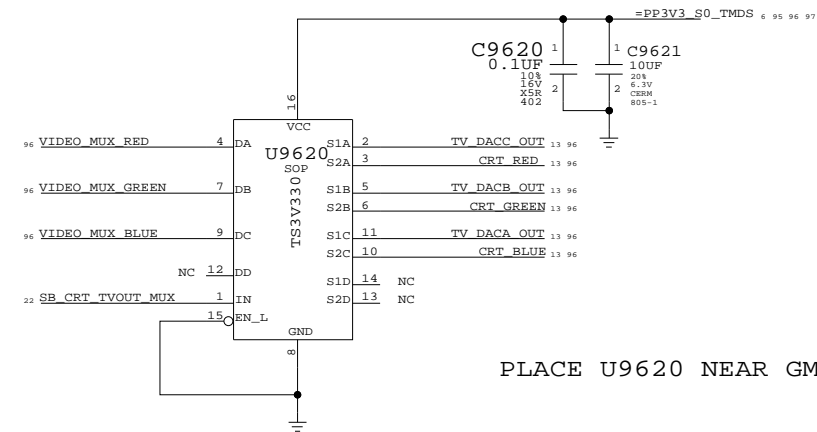 =PP3V3_S0_TMDS 6 95 96 97
C9620 1
0.1UF
10%
16V
X5R
402
2
1 C9621
10UF
20%
6.3V
CERM
805-1
2
16
VCC
96 VIDEO_MUX_RED 4 DA
U9620
SOP
TS3V330
S1A 2 TV_DACC_OUT 13 96
S2A 3 CRT_RED 13 96
96 VIDEO_MUX_GREEN 7 DB
S1B 5 TV_DACB_OUT 13 96
S2B 6 CRT_GREEN 13 96
96 VIDEO_MUX_BLUE 9 DC
S1C 11 TV_DACA_OUT 13 96
S2C 10 CRT_BLUE 13 96
NC 12 DD
S1D 14 NC
22 SB_CRT_TVOUT_MUX 1 IN
S2D 13 NC
15 EN_L
GND
8
PLACE U9620 NEAR GM